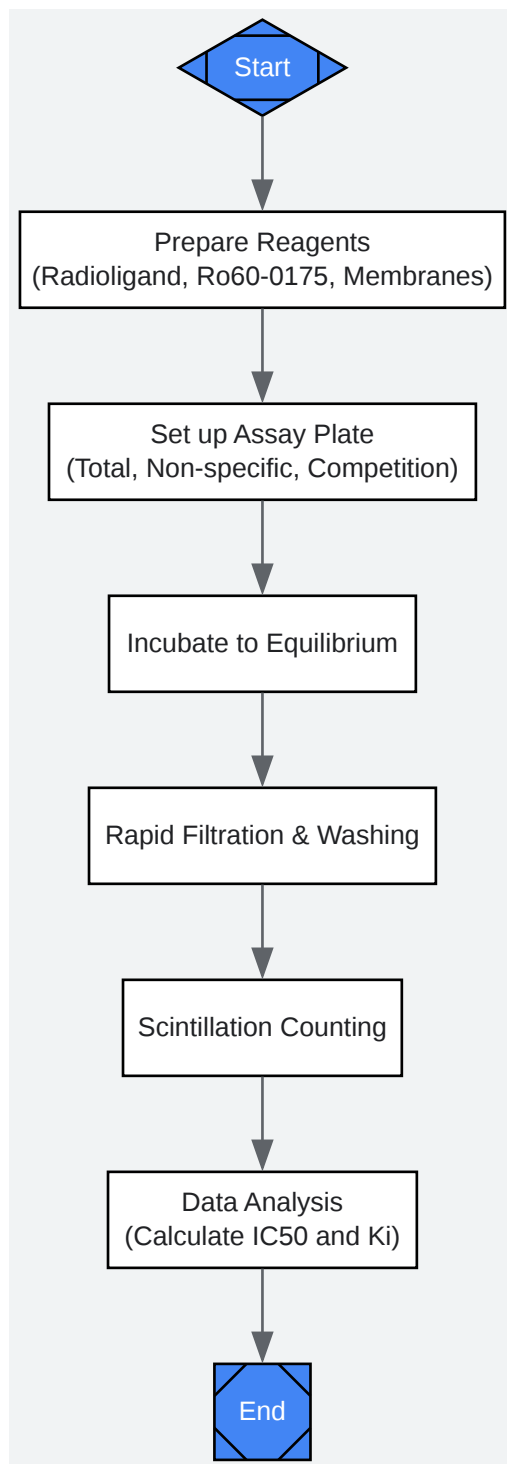 Start
Prepare Reagents
(Radioligand, Ro60-0175, Membranes)
Set up Assay Plate
(Total, Non-specific, Competition)
Incubate to Equilibrium
Rapid Filtration & Washing
Scintillation Counting
Data Analysis
(Calculate IC50 and Ki)
End